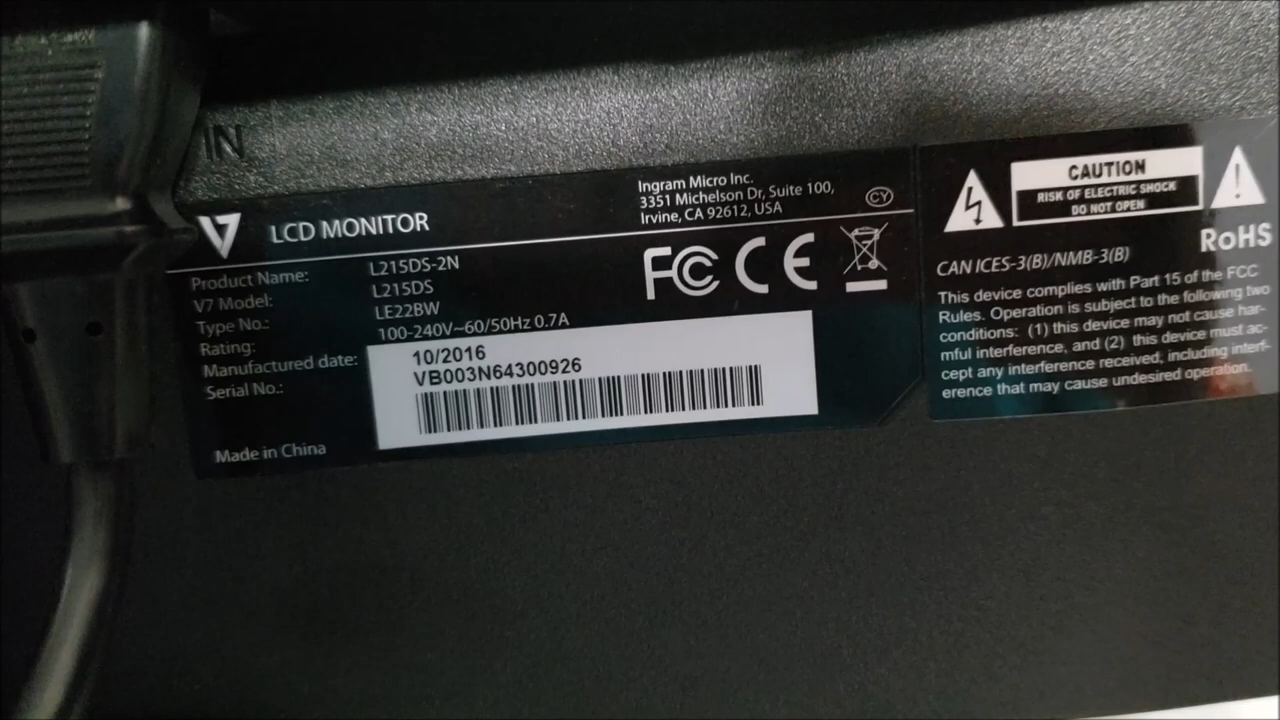 IN
V7 LCD MONITOR
Ingram Micro Inc.
3351 Michelson Dr, Suite 100,
Irvine, CA 92612, USA
CY
Product Name: L215DS-2N
V7 Model: L215DS
Type No.: LE22BW
Rating: 100-240V~60/50Hz 0.7A
Manufactured date: 10/2016
Serial No.: VB003N64300926
Made in China
FCC CE
CAUTION
RISK OF ELECTRIC SHOCK
DO NOT OPEN
RoHS
CAN ICES-3(B)/NMB-3(B)
This device complies with Part 15 of the FCC
Rules. Operation is subject to the following two
conditions: (1) this device may not cause har-
mful interference, and (2) this device must ac-
cept any interference received, including interf-
erence that may cause undesired operation.